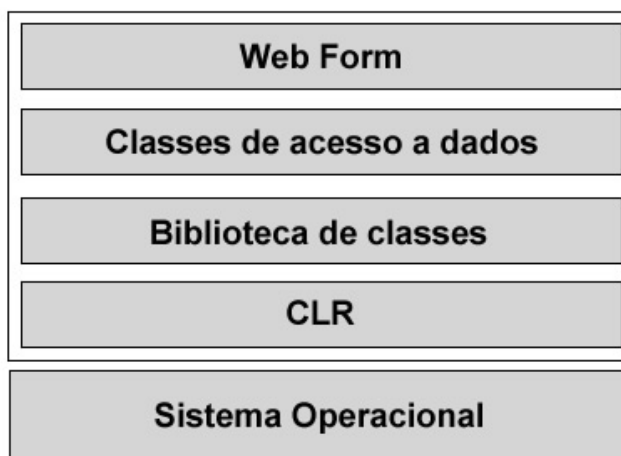 Web Form
Classes de acesso a dados
Biblioteca de classes
CLR
Sistema Operacional